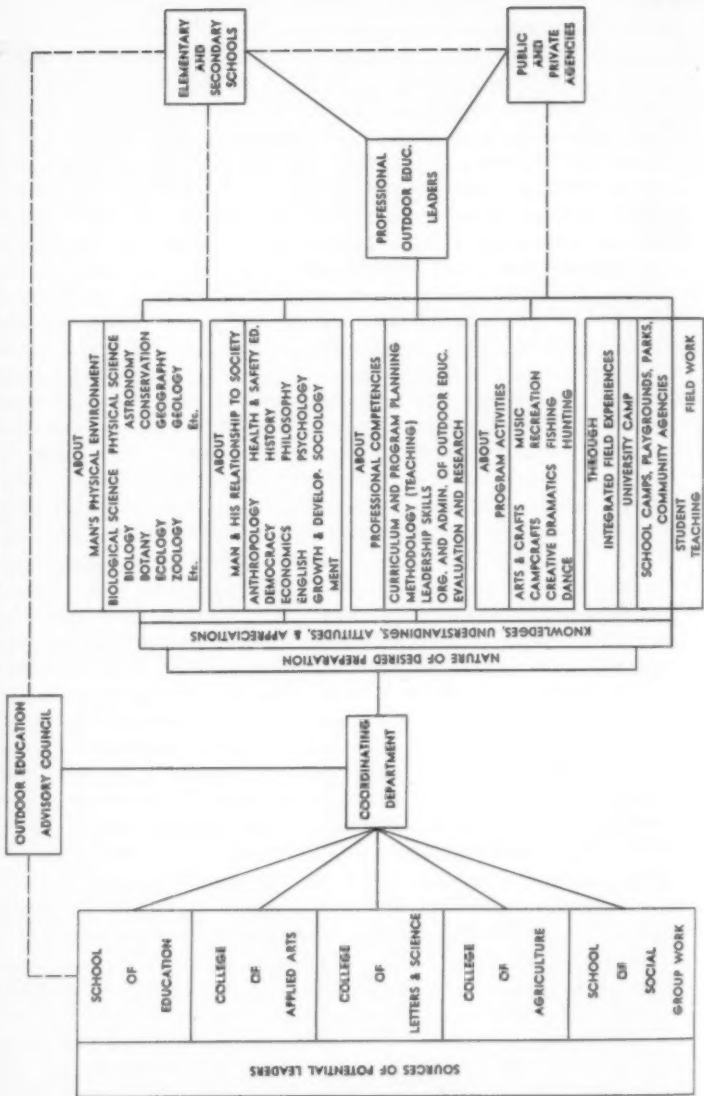 OUTDOOR EDUCATION
ADVISORY COUNCIL
SOURCES OF POTENTIAL LEADERS
SCHOOL
OF
EDUCATION
COLLEGE
OF
APPLIED ARTS
COLLEGE
OF
LETTERS & SCIENCE
COLLEGE
OF
AGRICULTURE
SCHOOL
OF
SOCIAL
GROUP WORK
COORDINATING
DEPARTMENT
NATURE OF DESIRED PREPARATION
KNOWLEDGES, UNDERSTANDINGS, ATTITUDES, & APPRECIATIONS
ABOUT
MAN'S PHYSICAL ENVIRONMENT
BIOLOGICAL SCIENCE PHYSICAL SCIENCE
BIOLOGY ASTRONOMY
BOTANY CONSERVATION
ECOLOGY GEOGRAPHY
ZOOLOGY GEOLOGY
Etc. Etc.
ABOUT
MAN & HIS RELATIONSHIP TO SOCIETY
ANTHROPOLOGY HEALTH & SAFETY ED.
DEMOCRACY HISTORY
ECONOMICS PHILOSOPHY
ENGLISH PSYCHOLOGY
GROWTH & DEVELOP- SOCIOLOGY
MENT
ABOUT
PROFESSIONAL COMPETENCIES
CURRICULUM AND PROGRAM PLANNING
METHODOLOGY (TEACHING)
LEADERSHIP SKILLS
ORG. AND ADMIN. OF OUTDOOR EDUC.
EVALUATION AND RESEARCH
ABOUT
PROGRAM ACTIVITIES
ARTS & CRAFTS MUSIC
CAMPCRAFTS RECREATION
CREATIVE DRAMATICS FISHING
DANCE HUNTING
THROUGH
INTEGRATED FIELD EXPERIENCES
UNIVERSITY CAMP
SCHOOL CAMPS, PLAYGROUNDS, PARKS,
COMMUNITY AGENCIES
STUDENT FIELD WORK
TEACHING
PROFESSIONAL
OUTDOOR EDUC.
LEADERS
ELEMENTARY
AND
SECONDARY
SCHOOLS
PUBLIC
AND
PRIVATE
AGENCIES